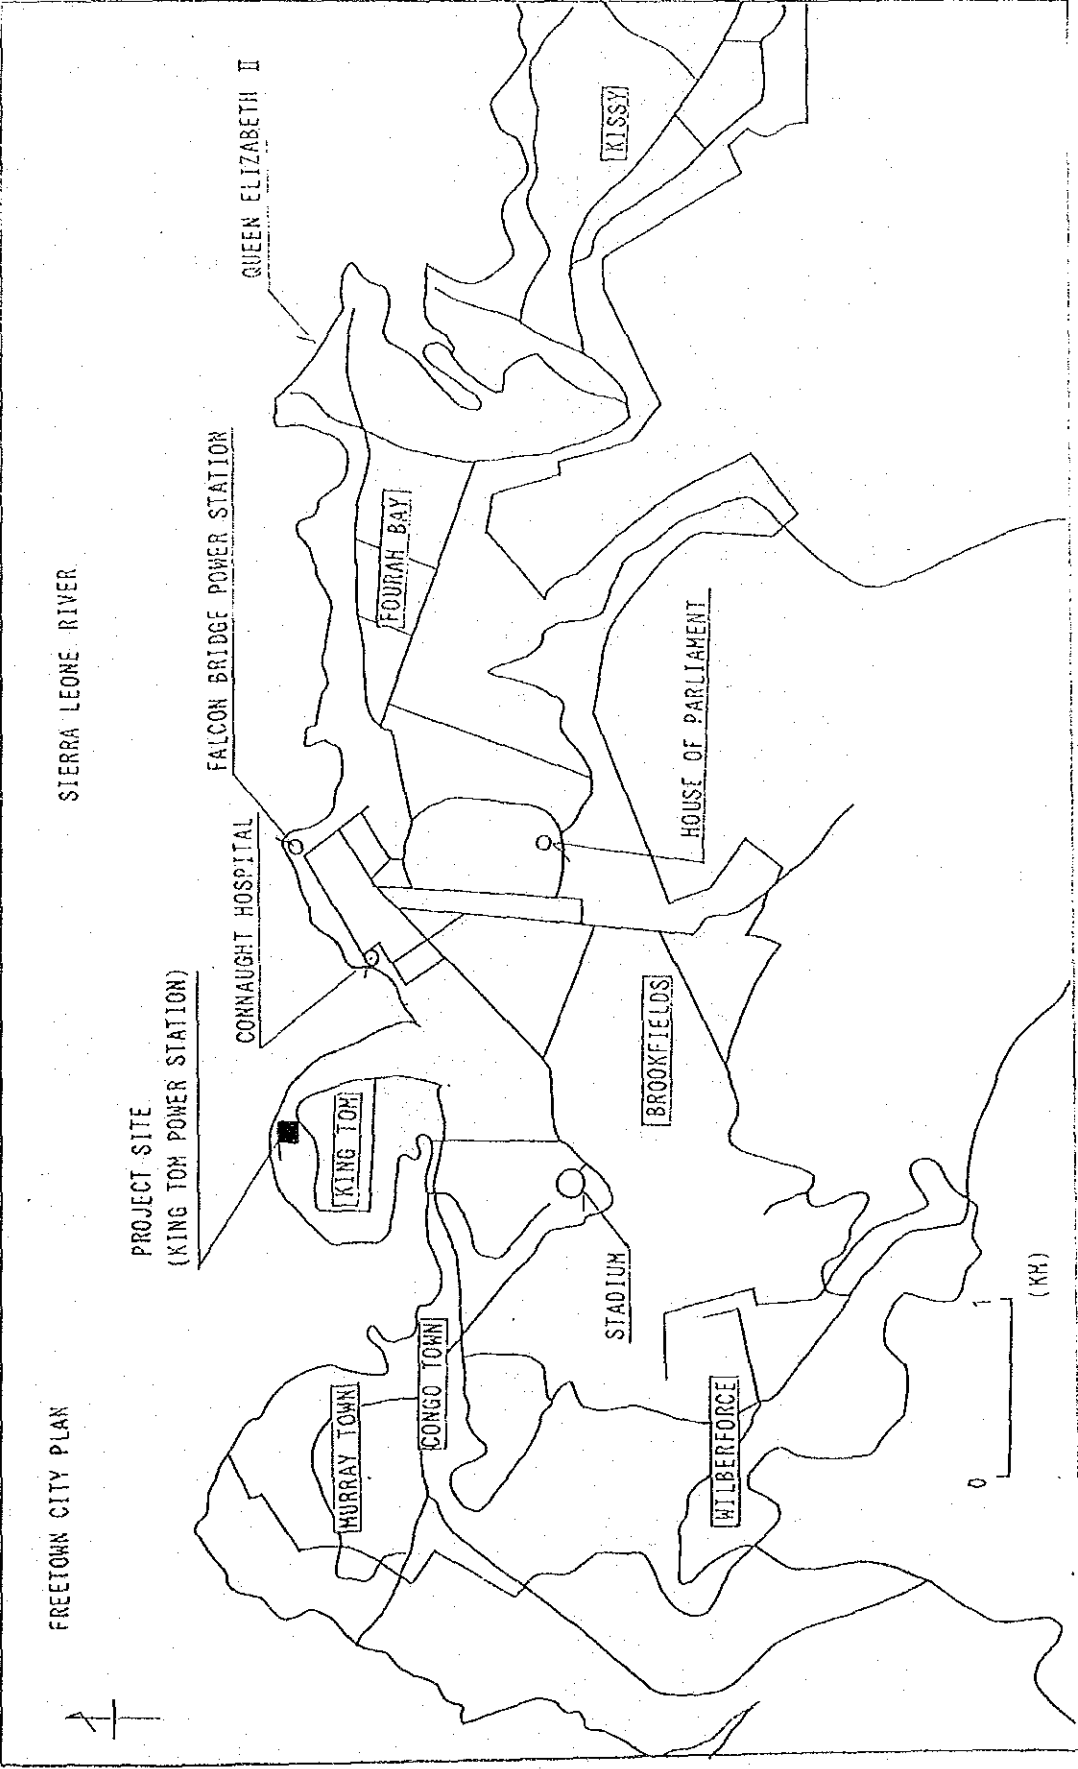 FREETOWN CITY PLAN
SIERRA LEONE RIVER
PROJECT SITE
(KING TOM POWER STATION)
CONNAUGHT HOSPITAL
FALCON BRIDGE POWER STATION
QUEEN ELIZABETH II
MURRAY TOWN
KING TOM
FOURAH BAY
CONGO TOWN
KISSY
STADIUM
BROOKFIELDS
HOUSE OF PARLIAMENT
WILBERFORCE
0 1
(KM)